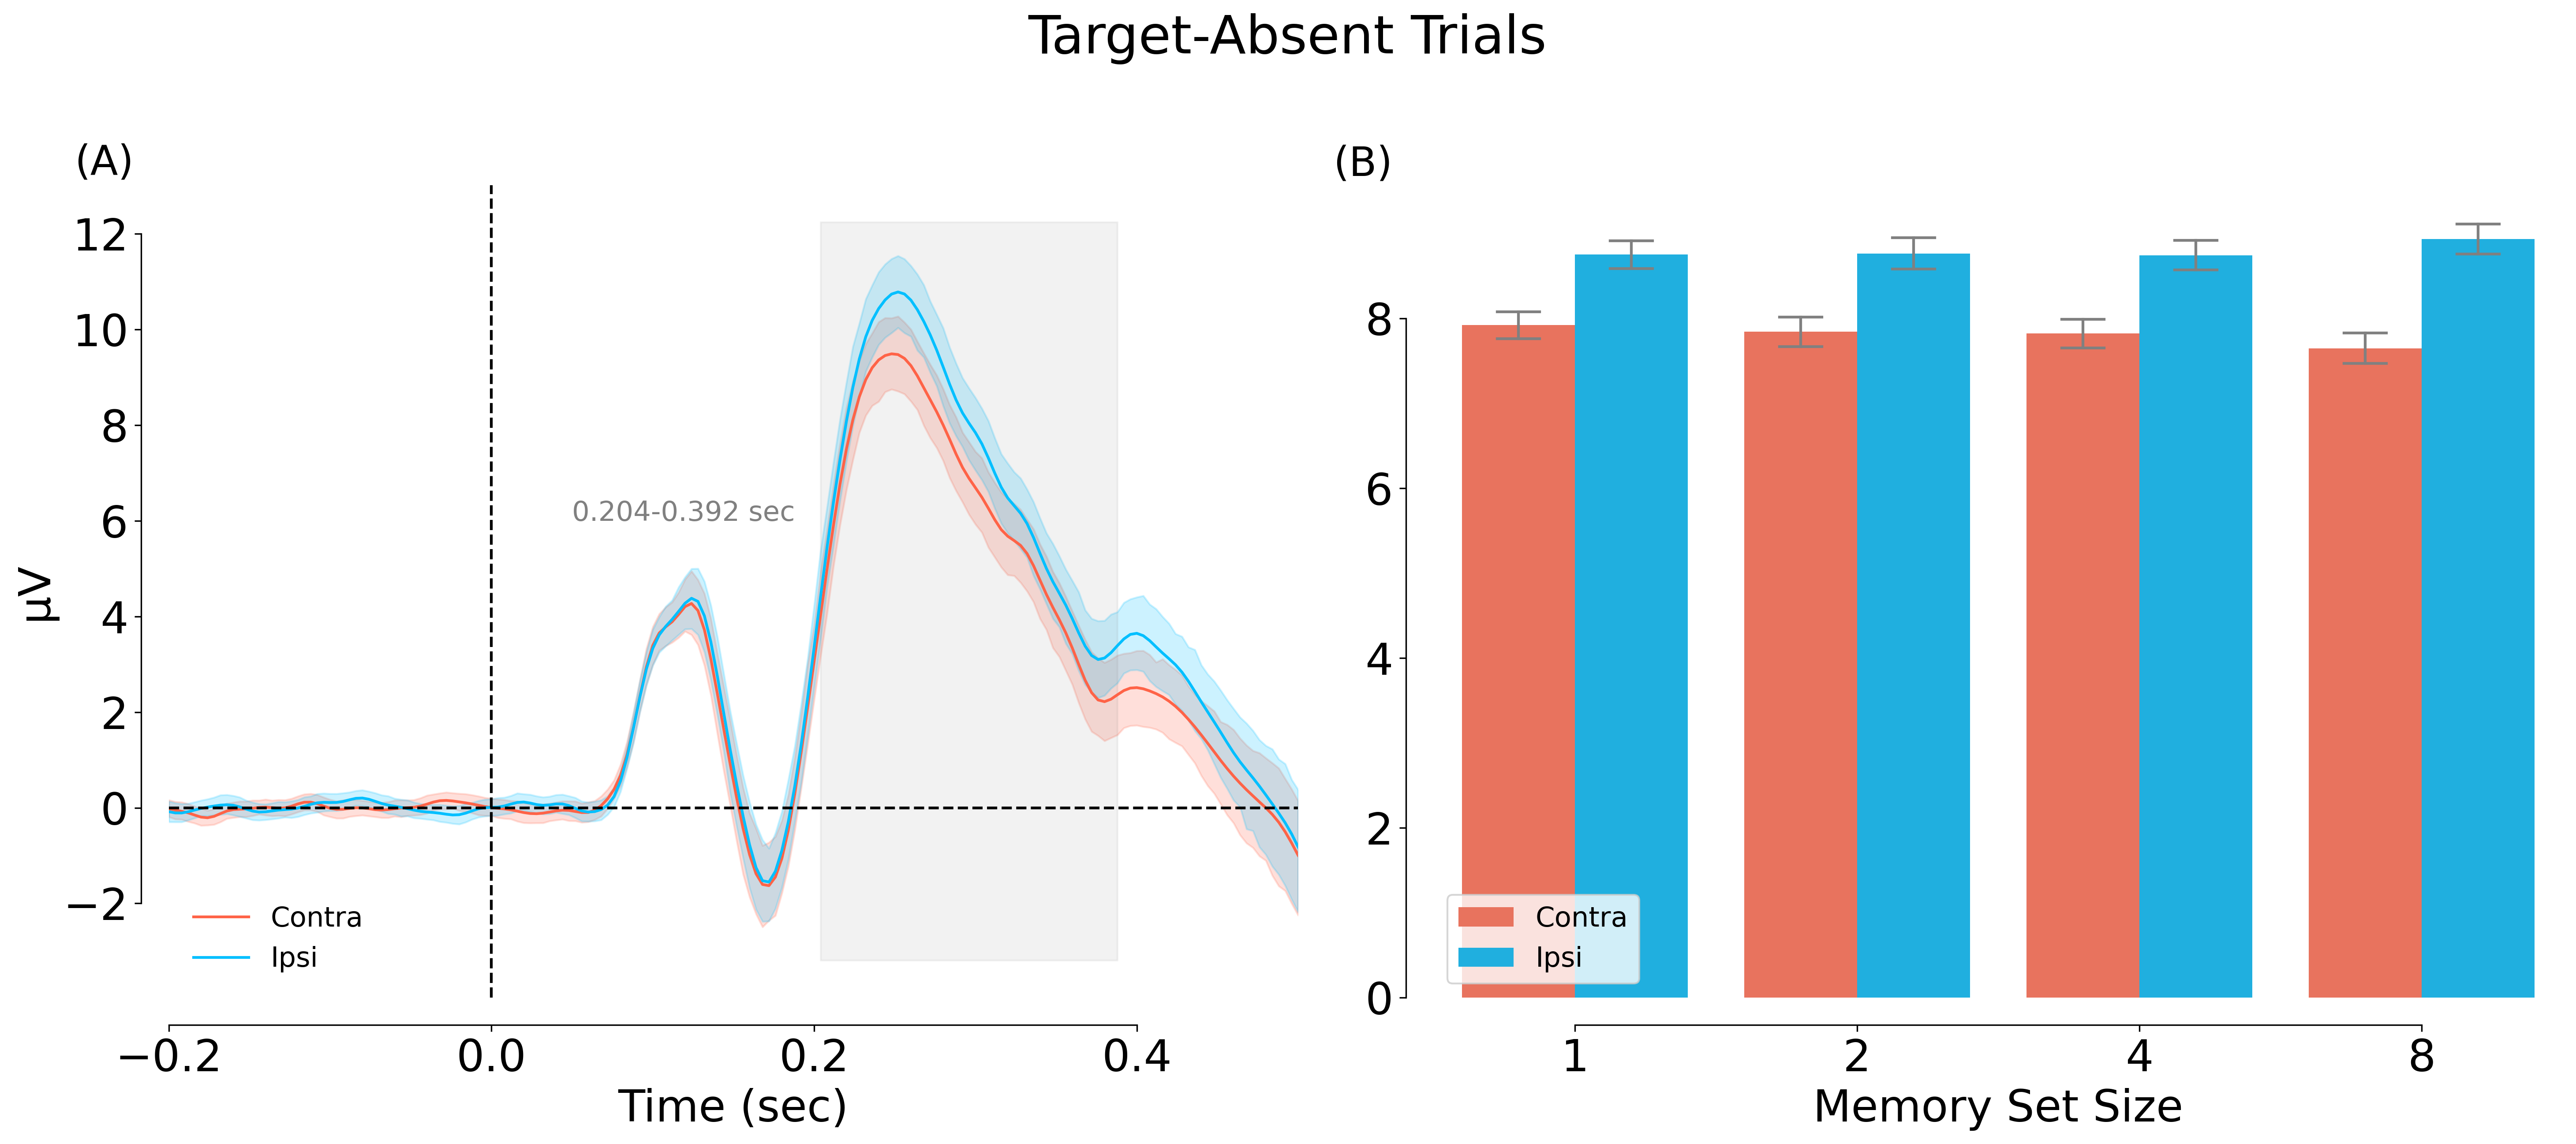 Target-Absent Trials
(A)
12
10
8
6
4
2
0
−2
µV
0.204-0.392 sec
Contra
Ipsi
−0.2
0.0
0.2
0.4
Time (sec)
(B)
8
6
4
2
0
Contra
Ipsi
1
2
4
8
Memory Set Size